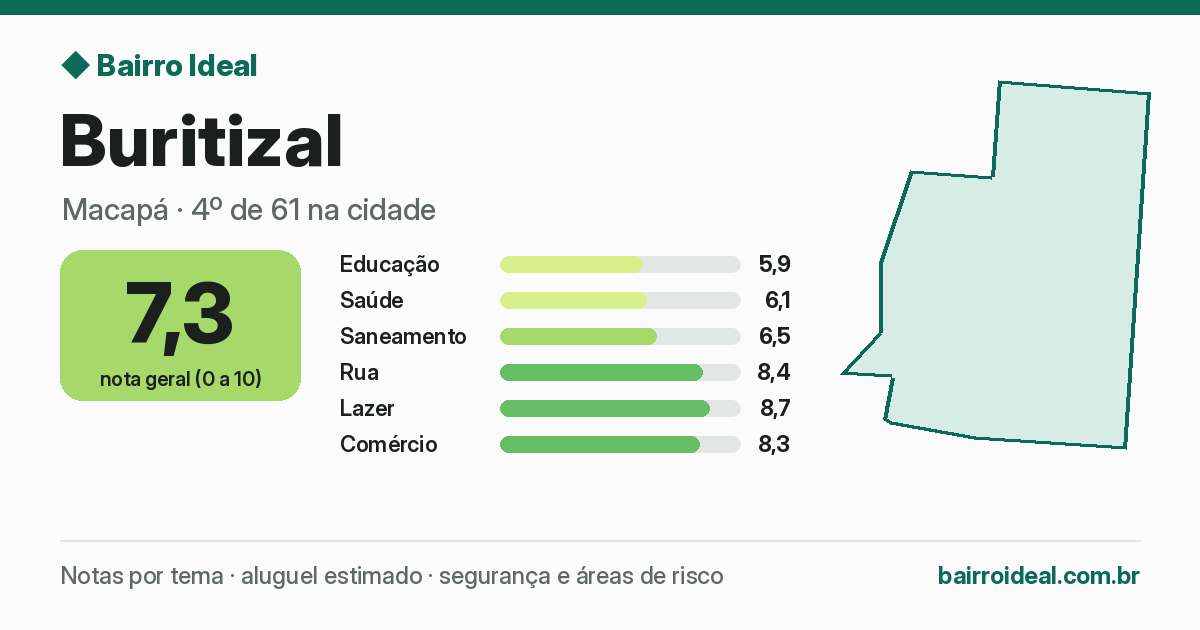 Bairro Ideal
Buritizal
Macapá · 4º de 61 na cidade
7,3
nota geral (0 a 10)
Educação 5,9
Saúde 6,1
Saneamento 6,5
Rua 8,4
Lazer 8,7
Comércio 8,3
Notas por tema · aluguel estimado · segurança e áreas de risco
bairroideal.com.br